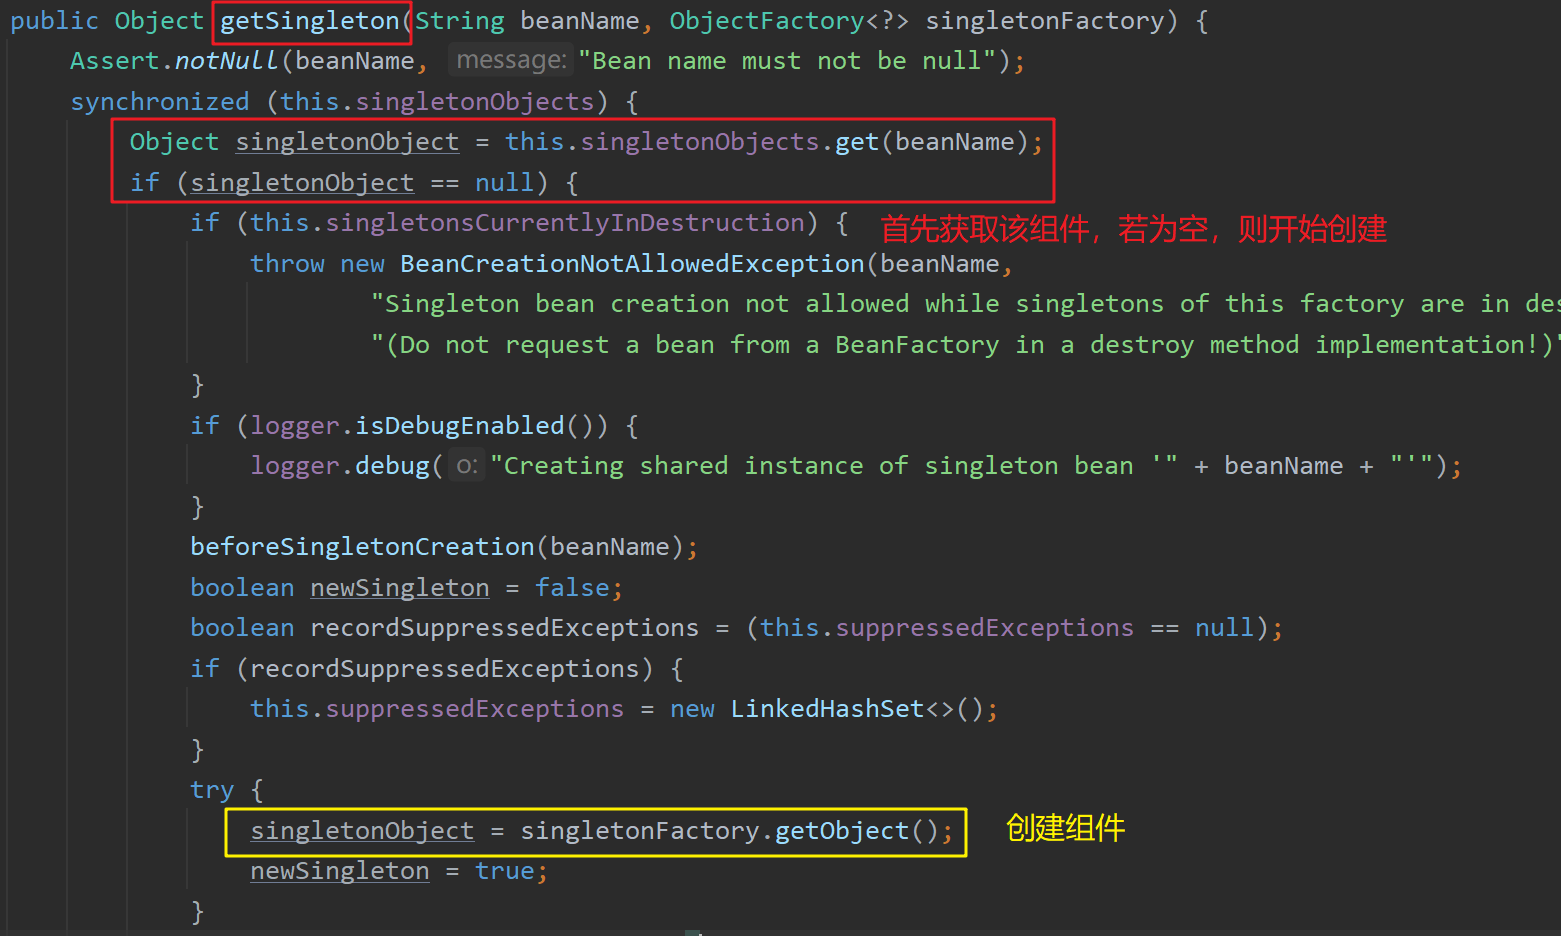 public Object getSingleton(String beanName, ObjectFactory<?> singletonFactory) {
Assert.notNull(beanName, message: "Bean name must not be null");
synchronized (this.singletonObjects) {
Object singletonObject = this.singletonObjects.get(beanName);
if (singletonObject == null) {
if (this.singletonsCurrentlyInDestruction) { 首先获取该组件，若为空，则开始创建
throw new BeanCreationNotAllowedException(beanName,
"Singleton bean creation not allowed while singletons of this factory are in des
"(Do not request a bean from a BeanFactory in a destroy method implementation!)"
}
if (logger.isDebugEnabled()) {
logger.debug( o: "Creating shared instance of singleton bean '" + beanName + "'");
}
beforeSingletonCreation(beanName);
boolean newSingleton = false;
boolean recordSuppressedExceptions = (this.suppressedExceptions == null);
if (recordSuppressedExceptions) {
this.suppressedExceptions = new LinkedHashSet<>();
}
try {
singletonObject = singletonFactory.getObject(); 创建组件
newSingleton = true;
}